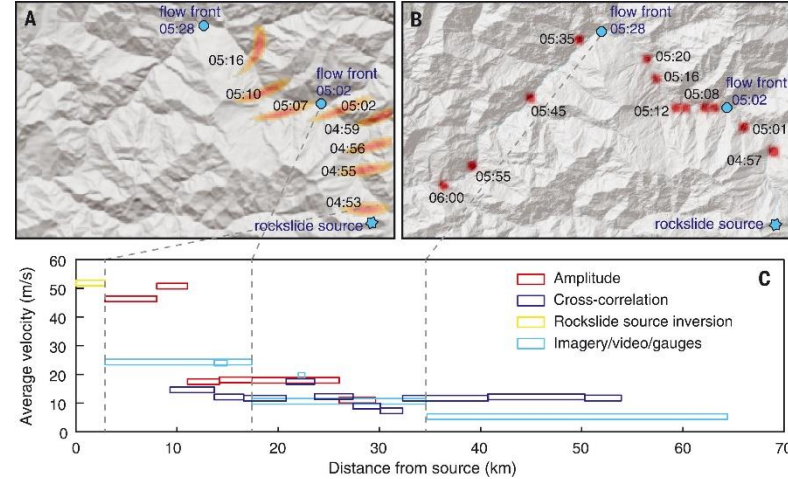 A
flow front
05:28
05:16
flow front
05:02
05:10
05:07
05:02
04:59
04:56
04:55
04:53
rockslide source
B
05:35
flow front
05:28
05:20
05:16
flow front
05:02
05:08
05:12
05:45
05:01
04:57
05:55
06:00
rockslide source
C
Average velocity (m/s)
60
50
40
30
20
10
0
Amplitude
Cross-correlation
Rockslide source inversion
Imagery/video/gauges
0
10
20
30
40
50
60
70
Distance from source (km)